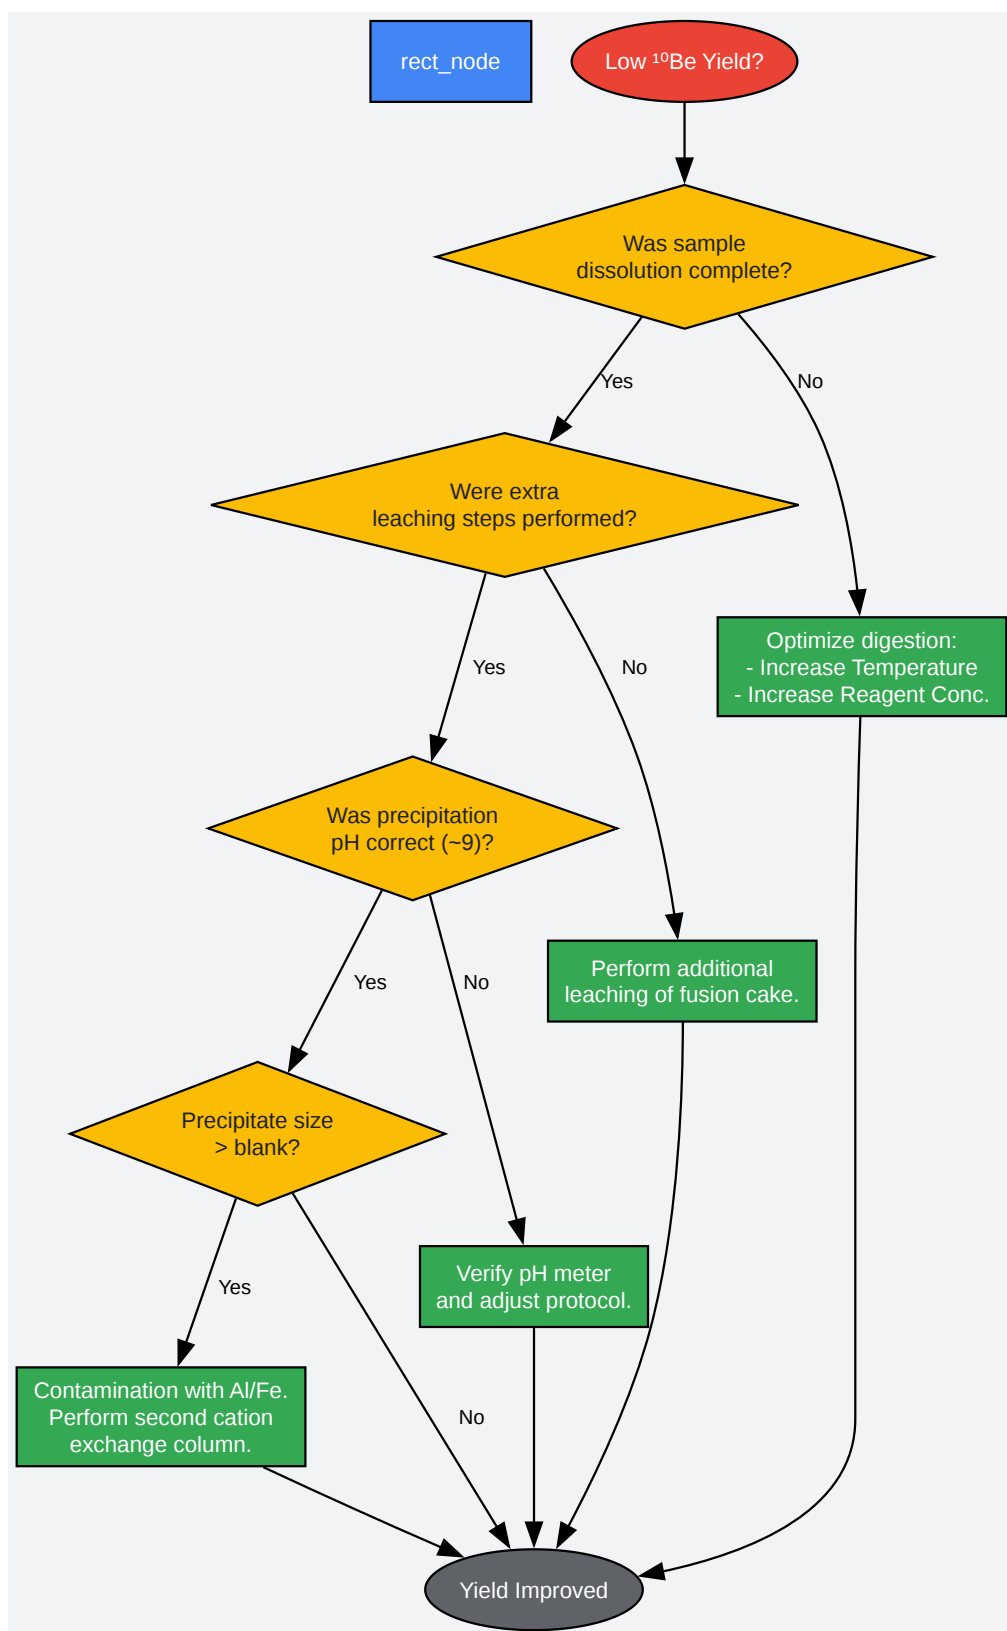 rect_node
Low ¹⁰Be Yield?
Was sample
dissolution complete?
Yes
No
Were extra
leaching steps performed?
Optimize digestion:
- Increase Temperature
- Increase Reagent Conc.
Yes
No
Was precipitation
pH correct (~9)?
Perform additional
leaching of fusion cake.
Yes
No
Precipitate size
> blank?
Verify pH meter
and adjust protocol.
Yes
Contamination with Al/Fe.
Perform second cation
exchange column.
No
Yield Improved